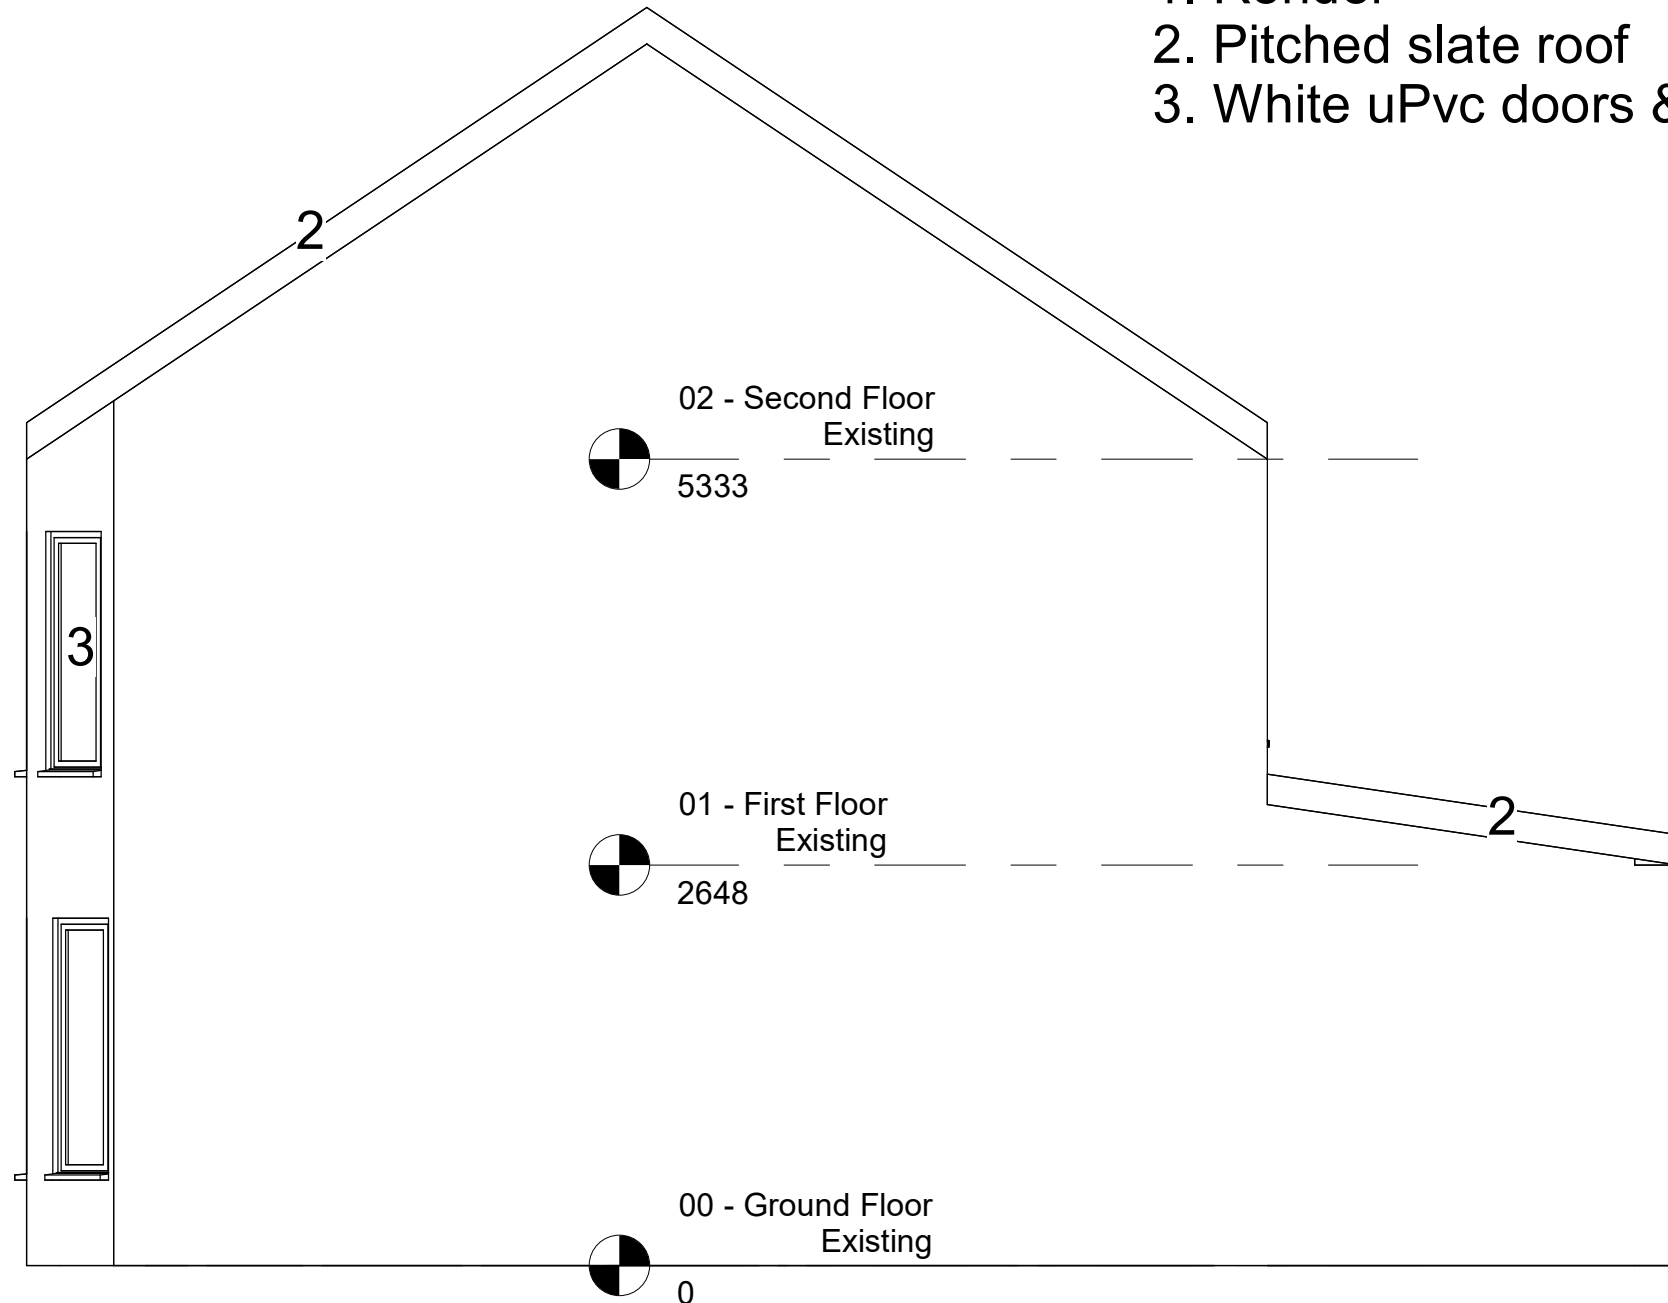 2. Pitched slate roof
3. White uPvc doors &
2
02 - Second Floor
Existing
5333
3
01 - First Floor
Existing
2648
2
00 - Ground Floor
Existing
0